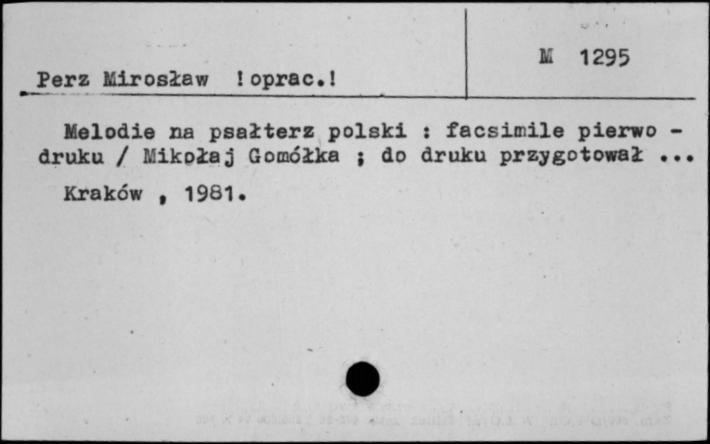 M 1295
Perz Mirosław !oprac.!
Melodie na psałterz polski : facsimile pierwo -
druku / Mikołaj Gomółka ; do druku przygotował ...
Kraków , 1981.